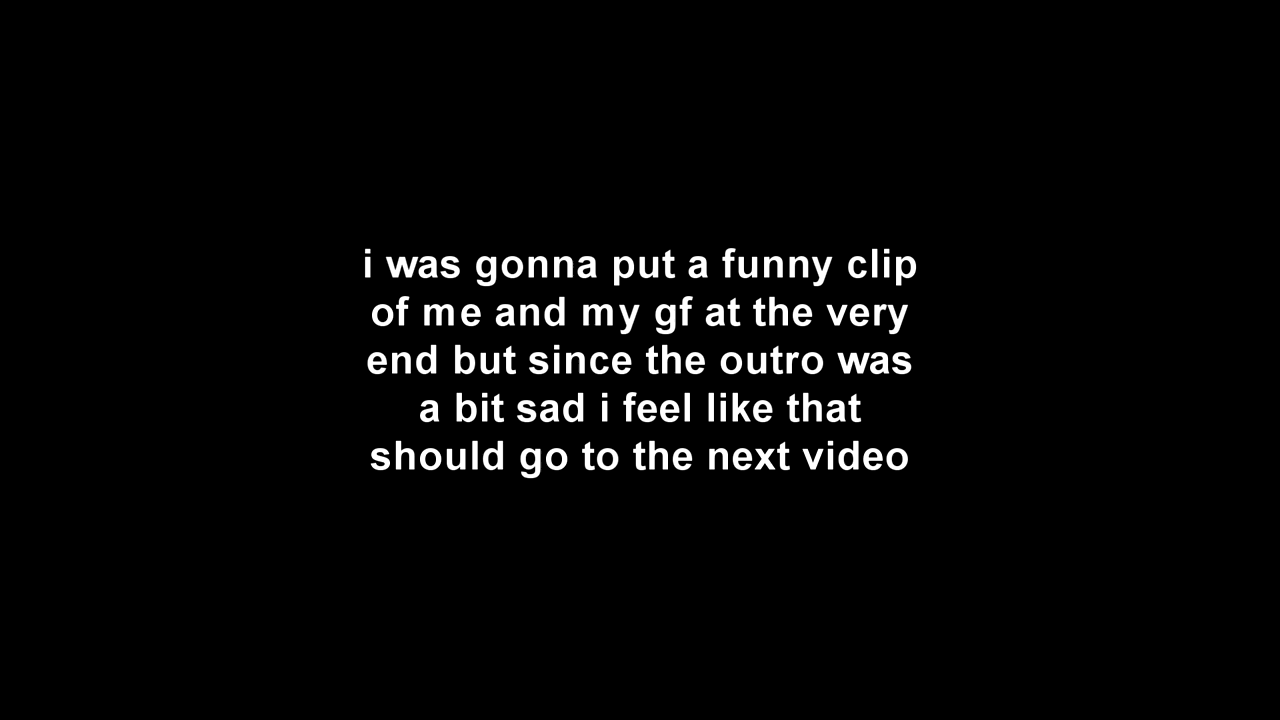 i was gonna put a funny clip
of me and my gf at the very
end but since the outro was
a bit sad i feel like that
should go to the next video